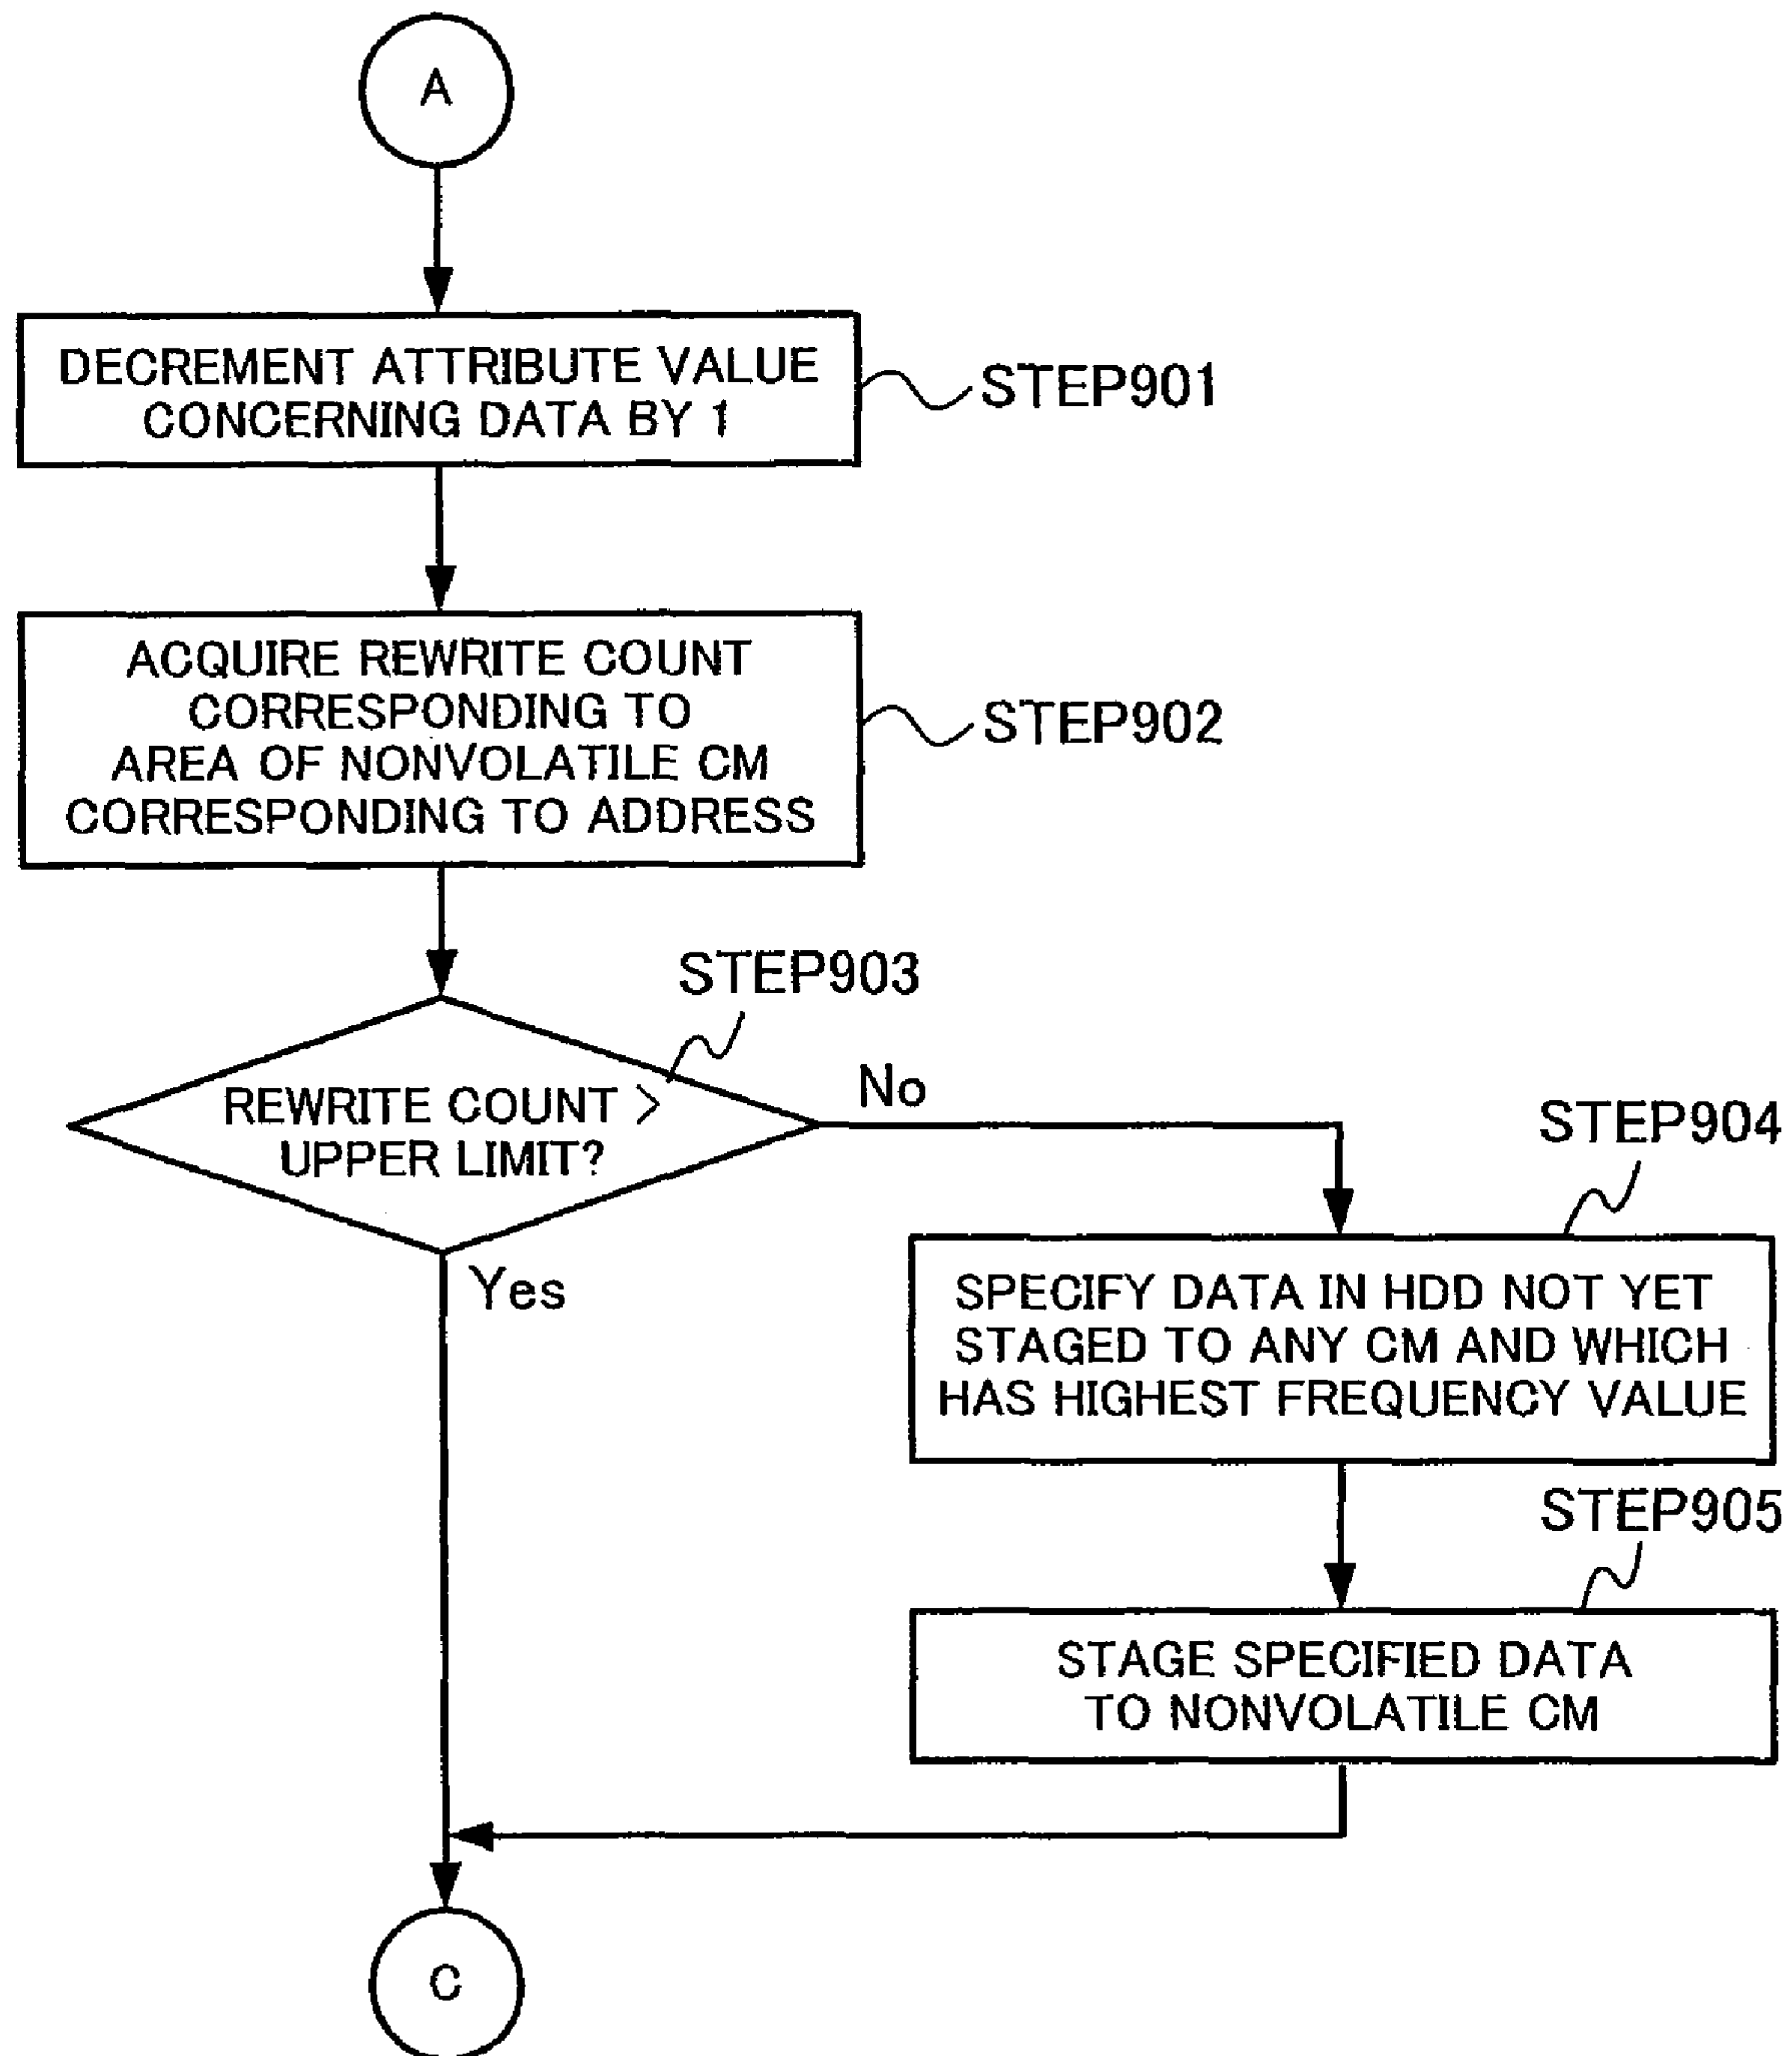 A
DECREMENT ATTRIBUTE VALUE
CONCERNING DATA BY 1
STEP901
ACQUIRE REWRITE COUNT
CORRESPONDING TO
AREA OF NONVOLATILE CM
CORRESPONDING TO ADDRESS
STEP902
STEP903
REWRITE COUNT >
UPPER LIMIT?
No
Yes
STEP904
SPECIFY DATA IN HDD NOT YET
STAGED TO ANY CM AND WHICH
HAS HIGHEST FREQUENCY VALUE
STEP905
STAGE SPECIFIED DATA
TO NONVOLATILE CM
C